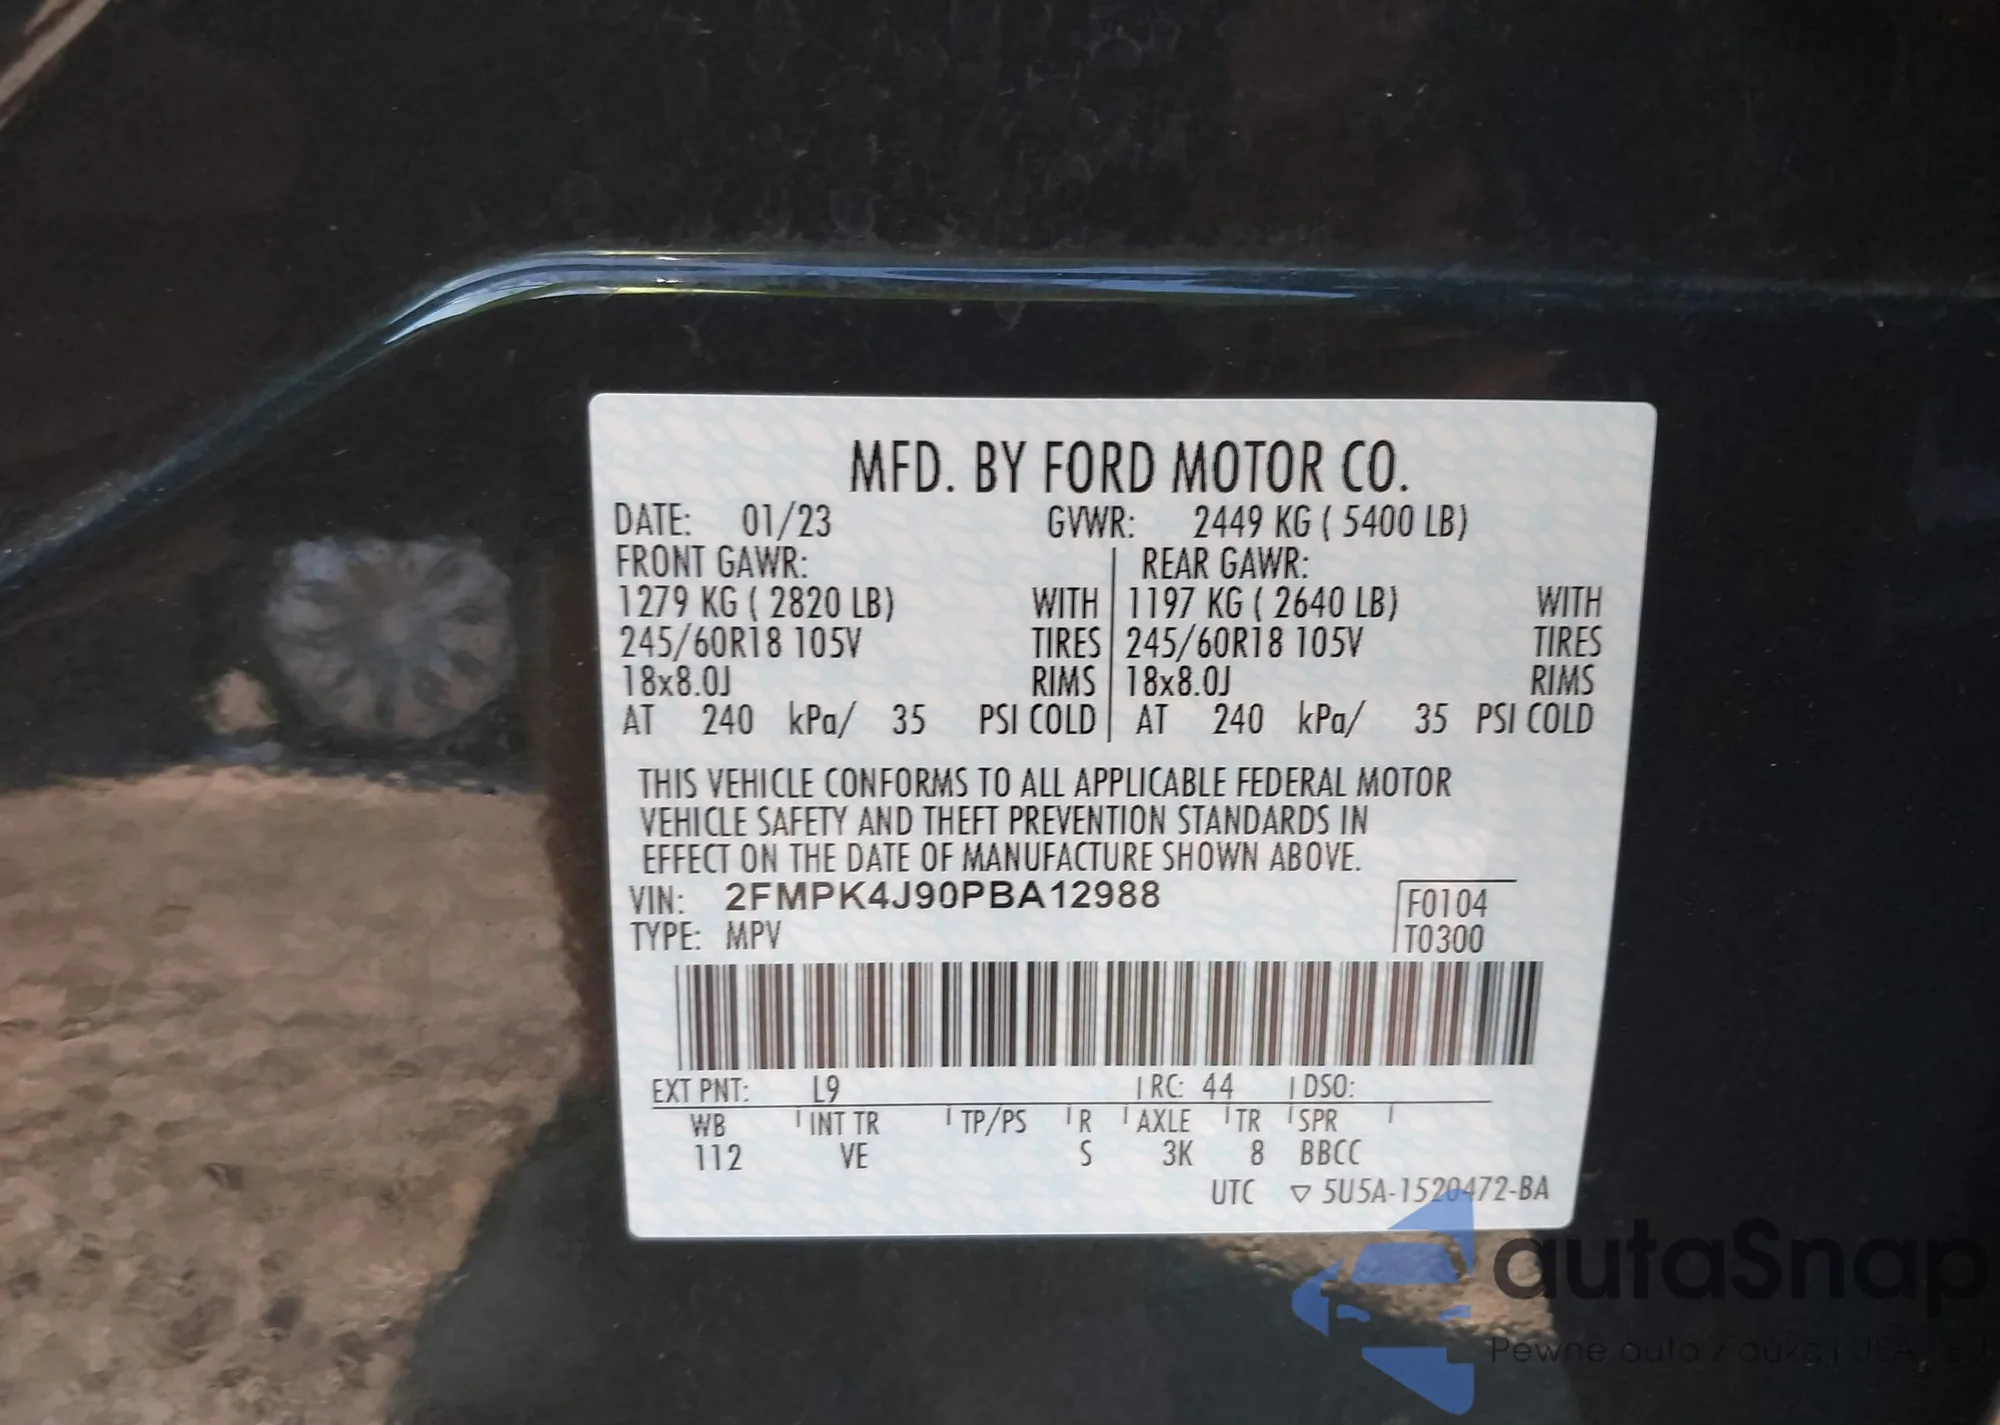 MFD. BY FORD MOTOR CO.
DATE: 01/23 GVWR: 2449 KG ( 5400 LB)
FRONT GAWR: REAR GAWR:
1279 KG ( 2820 LB) WITH 1197 KG ( 2640 LB) WITH
245/60R18 105V TIRES 245/60R18 105V TIRES
18x8.0J RIMS 18x8.0J RIMS
AT 240 kPa/ 35 PSI COLD AT 240 kPa/ 35 PSI COLD
THIS VEHICLE CONFORMS TO ALL APPLICABLE FEDERAL MOTOR
VEHICLE SAFETY AND THEFT PREVENTION STANDARDS IN
EFFECT ON THE DATE OF MANUFACTURE SHOWN ABOVE.
VIN: 2FMPK4J90PBA12988 F0104
TYPE: MPV T0300
EXT PNT: L9 RC: 44 DSO:
WB INT TR TP/PS R AXLE TR SPR
112 VE S 3K 8 BBCC
UTC ▽ 5U5A-1520472-BA
autaSnap
Pewne auta z aukcji USA i EU